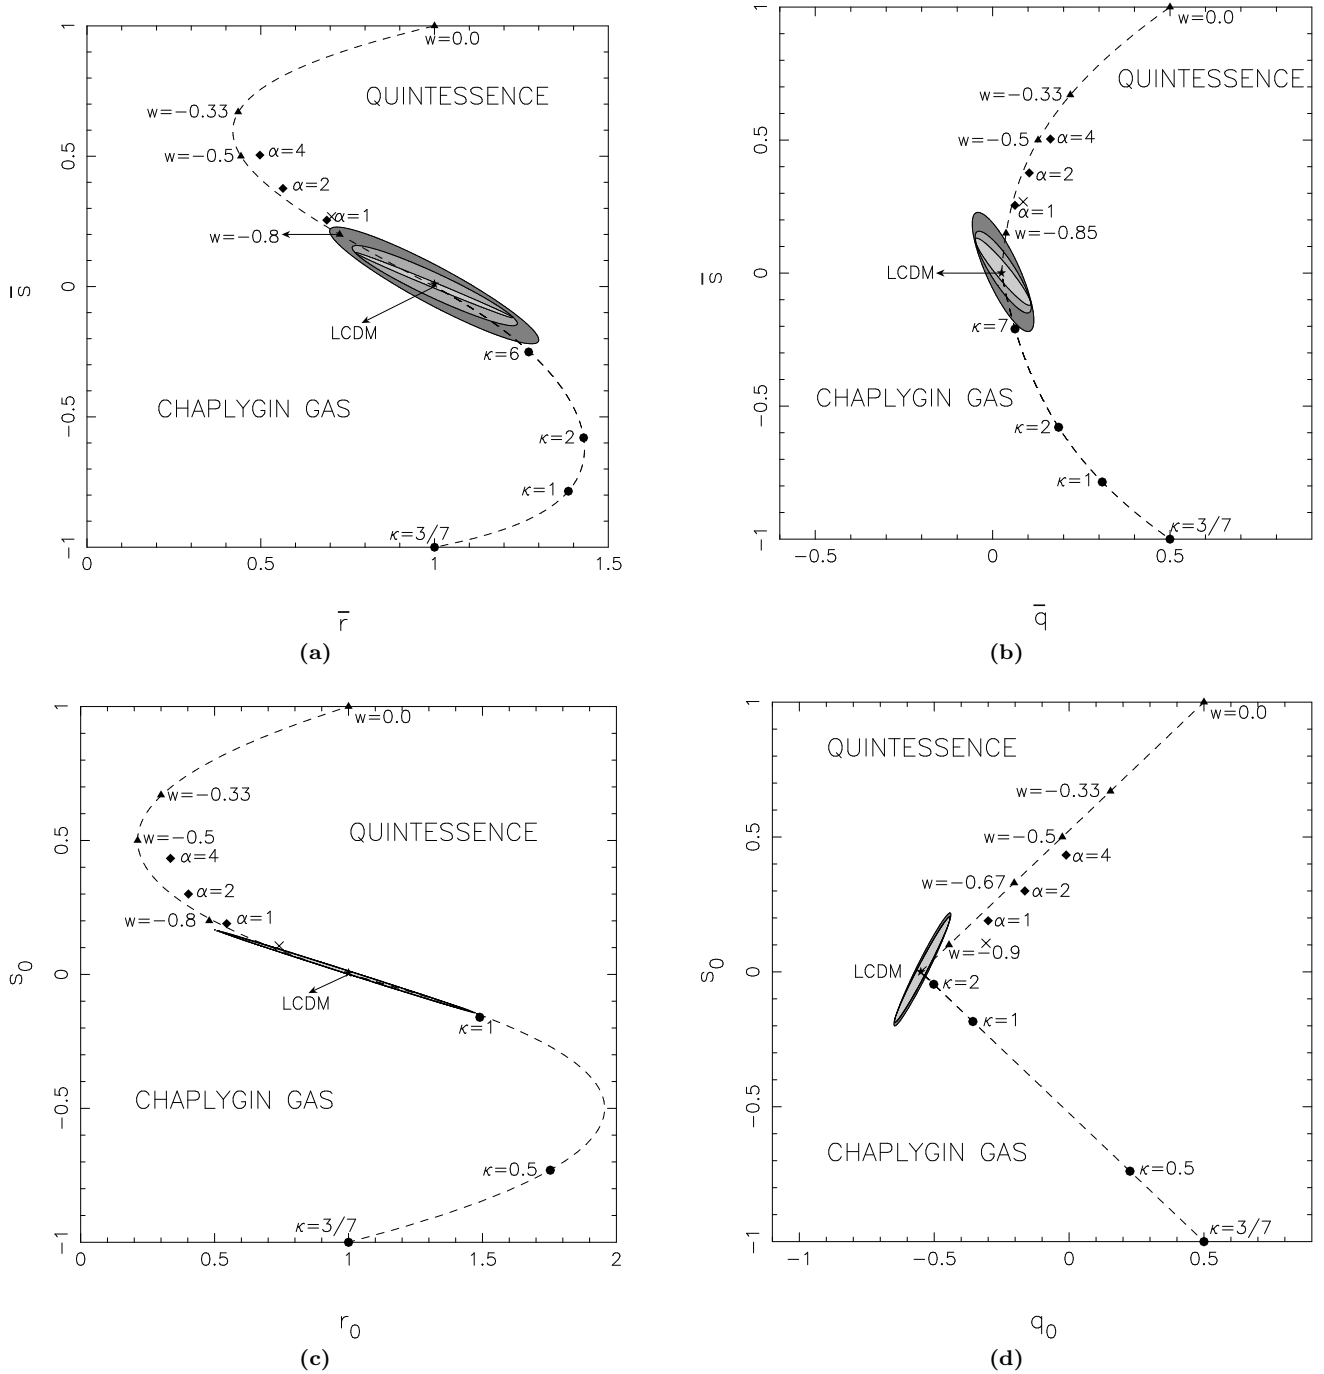 1
0.5
0
−0.5
−1
s̅
w=0.0
QUINTESSENCE
w=−0.33
w=−0.5
α=4
α=2
α=1
w=−0.8
LCDM
κ=6
CHAPLYGIN GAS
κ=2
κ=1
κ=3/7
0
0.5
1
1.5
r̅
(a)
1
0.5
0
−0.5
−1
s̅
w=0.0
QUINTESSENCE
w=−0.33
w=−0.5
α=4
α=2
α=1
w=−0.85
LCDM
κ=7
CHAPLYGIN GAS
κ=2
κ=1
κ=3/7
−0.5
0
0.5
q̅
(b)
1
0.5
0
−0.5
−1
s₀
w=0.0
w=−0.33
QUINTESSENCE
w=−0.5
α=4
α=2
w=−0.8
α=1
LCDM
κ=1
CHAPLYGIN GAS
κ=0.5
κ=3/7
0
0.5
1
1.5
2
r₀
(c)
1
0.5
0
−0.5
−1
s₀
w=0.0
QUINTESSENCE
w=−0.33
w=−0.5
α=4
w=−0.67
α=2
α=1
w=−0.9
LCDM
κ=2
κ=1
CHAPLYGIN GAS
κ=0.5
κ=3/7
−1
−0.5
0
0.5
q₀
(d)